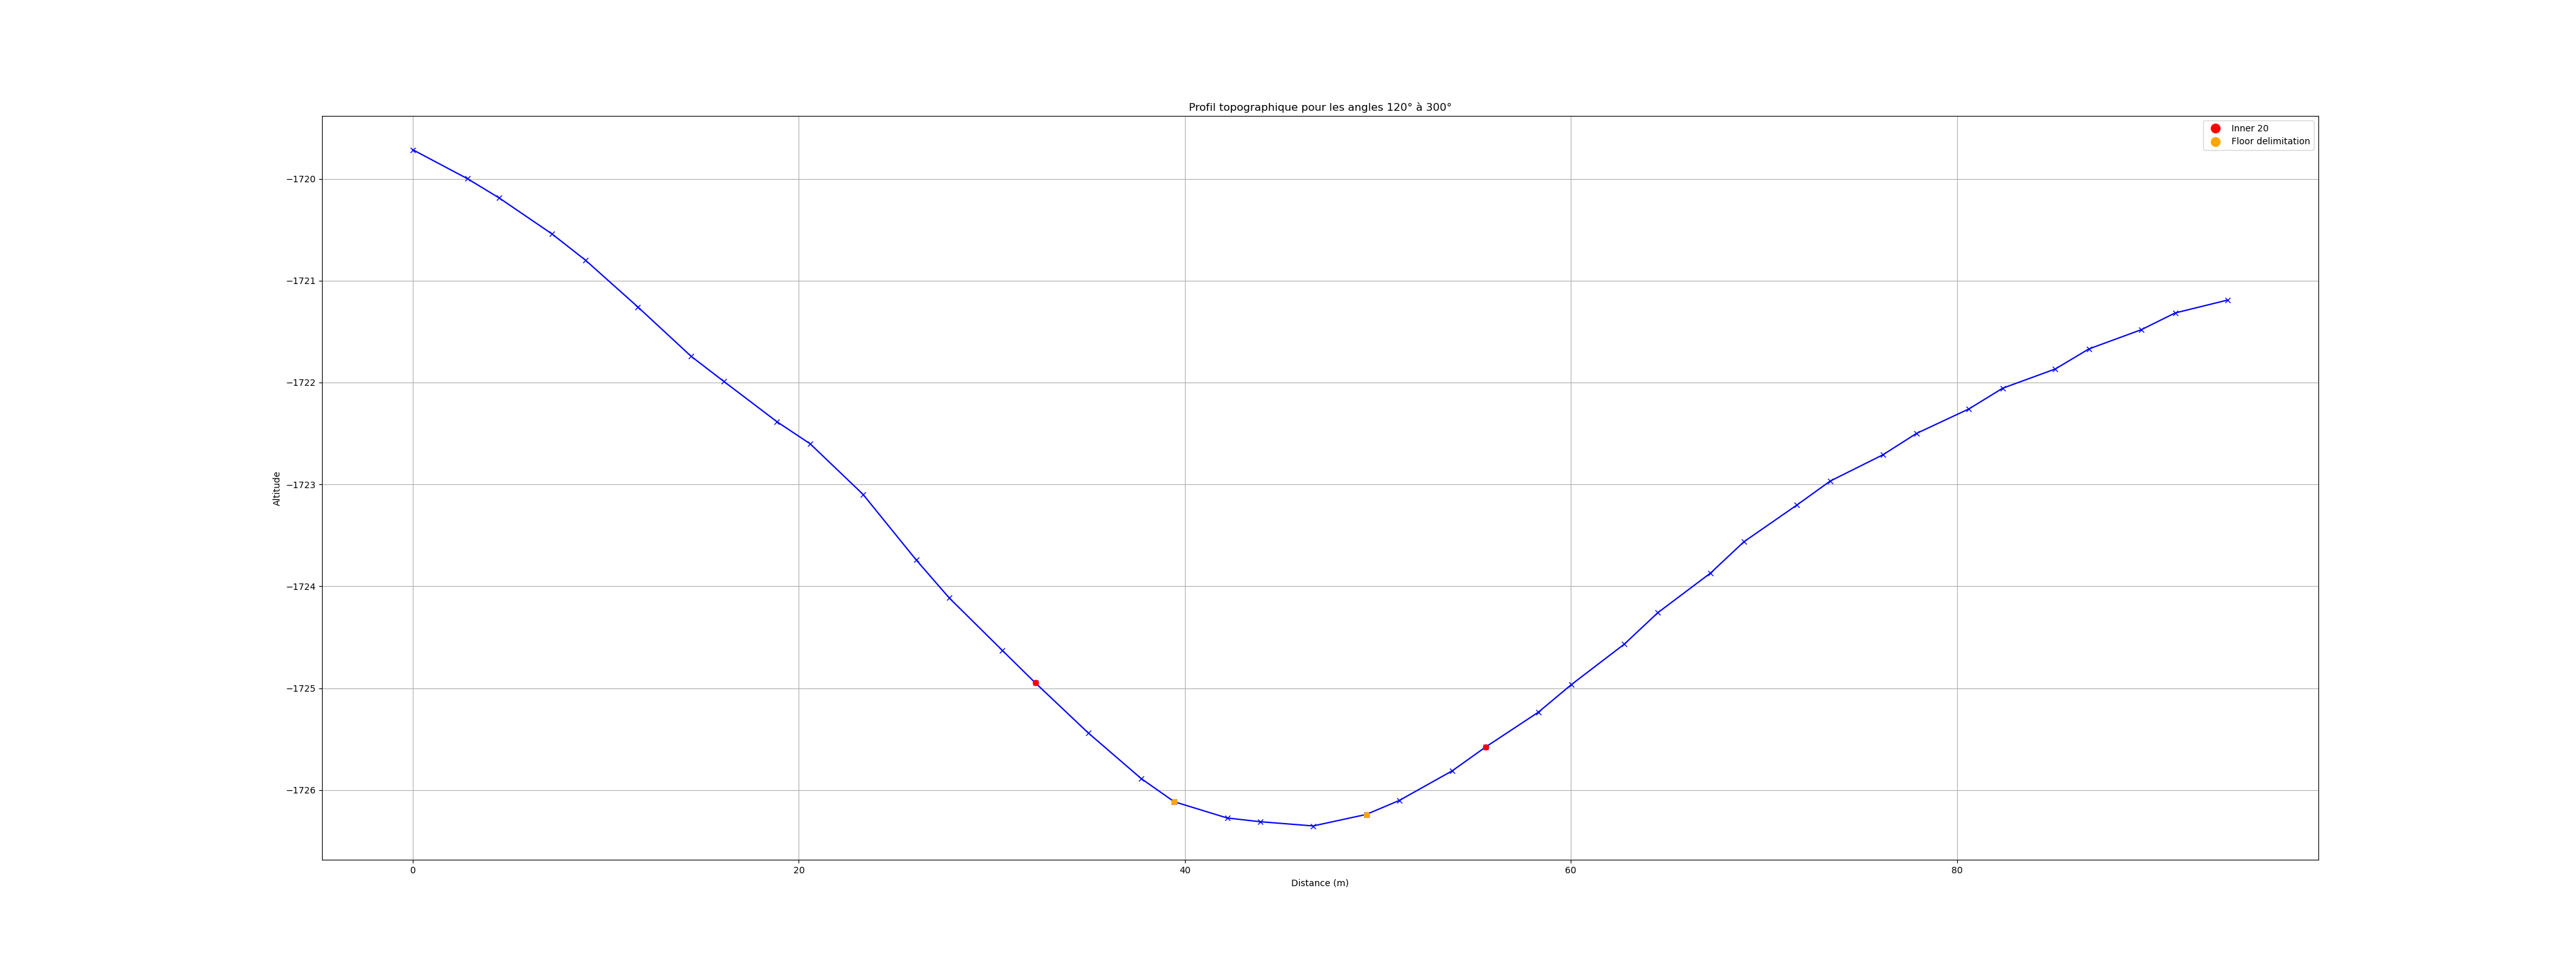 Profil topographique pour les angles 120° à 300°
Inner 20
Floor delimitation
Altitude
−1720
−1721
−1722
−1723
−1724
−1725
−1726
0
20
40
60
80
Distance (m)